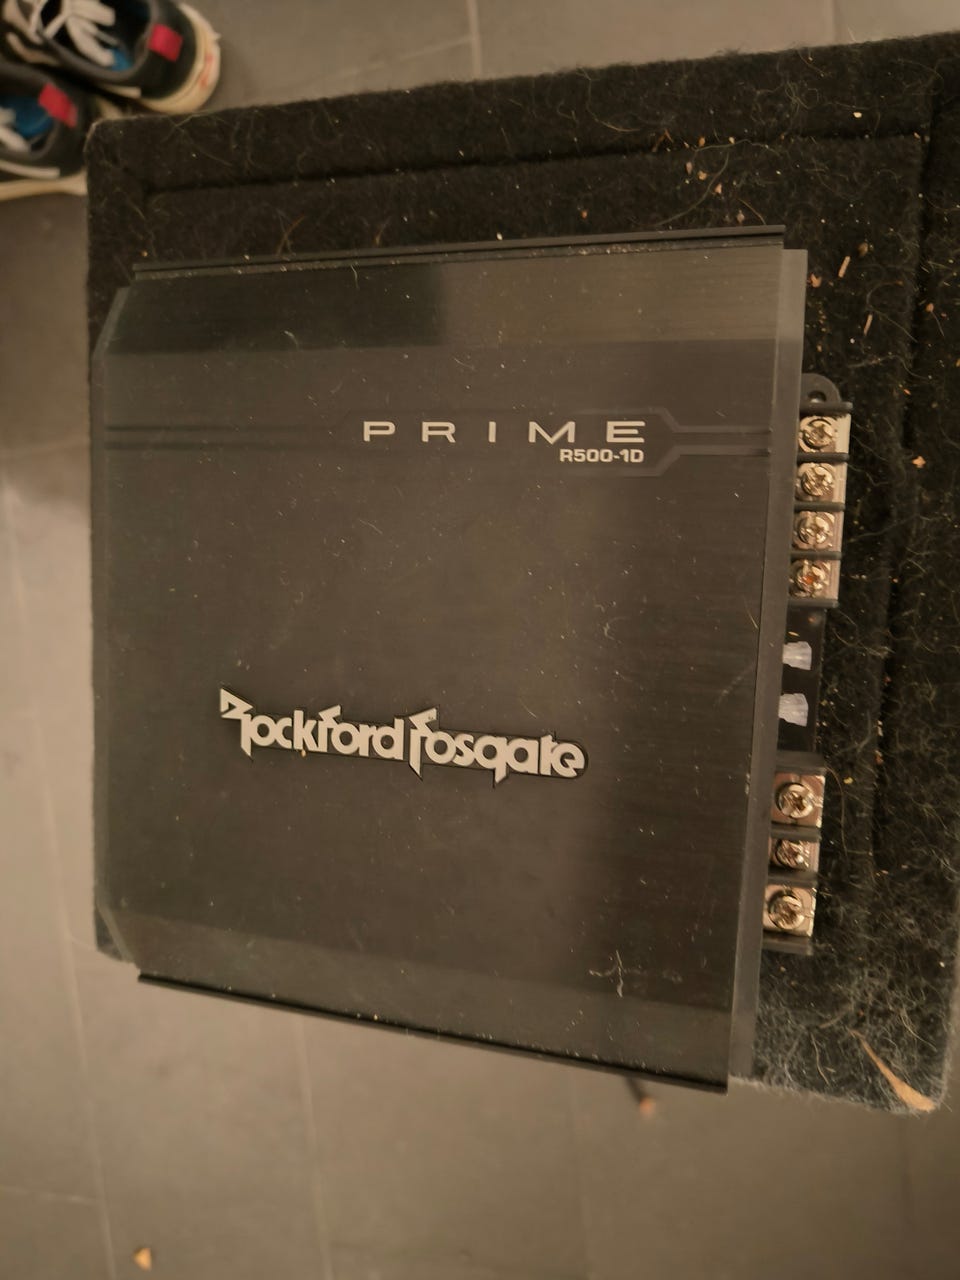 PRIME
R500-1D
Rockford Fosgate